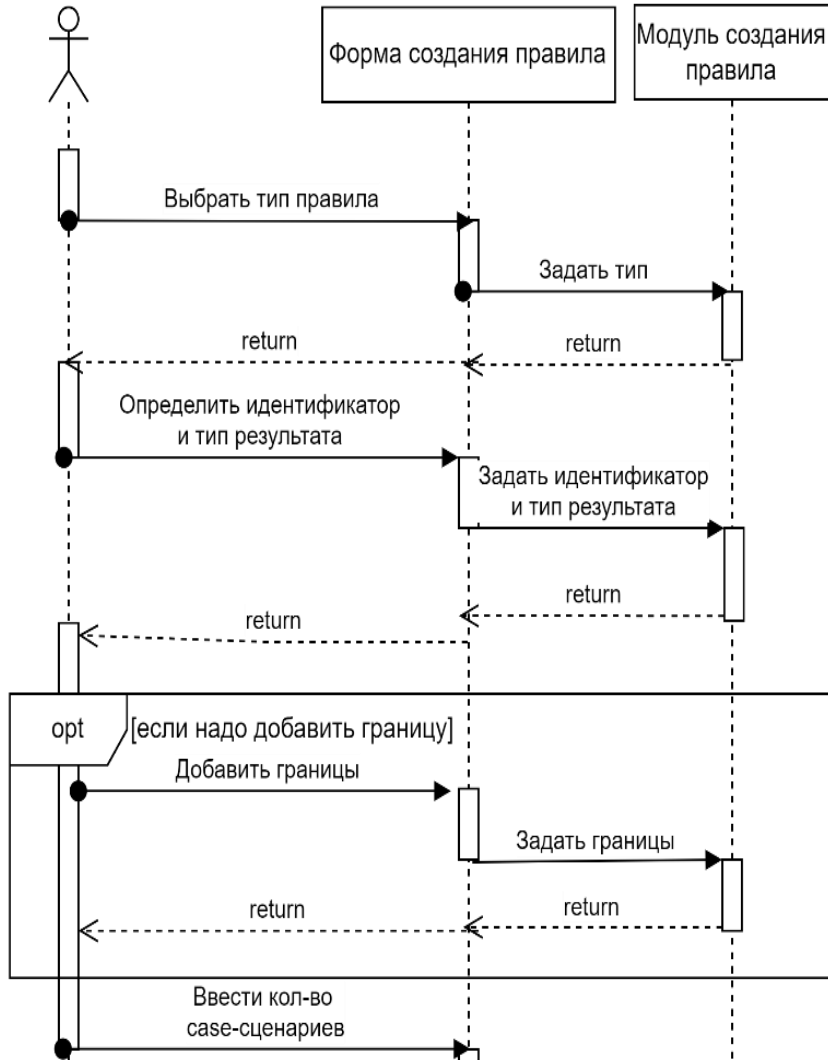 Форма создания правила
Модуль создания
правила
Выбрать тип правила
Задать тип
return
return
Определить идентификатор
и тип результата
Задать идентификатор
и тип результата
return
return
opt
[если надо добавить границу]
Добавить границы
Задать границы
return
return
Ввести кол-во
case-сценариев